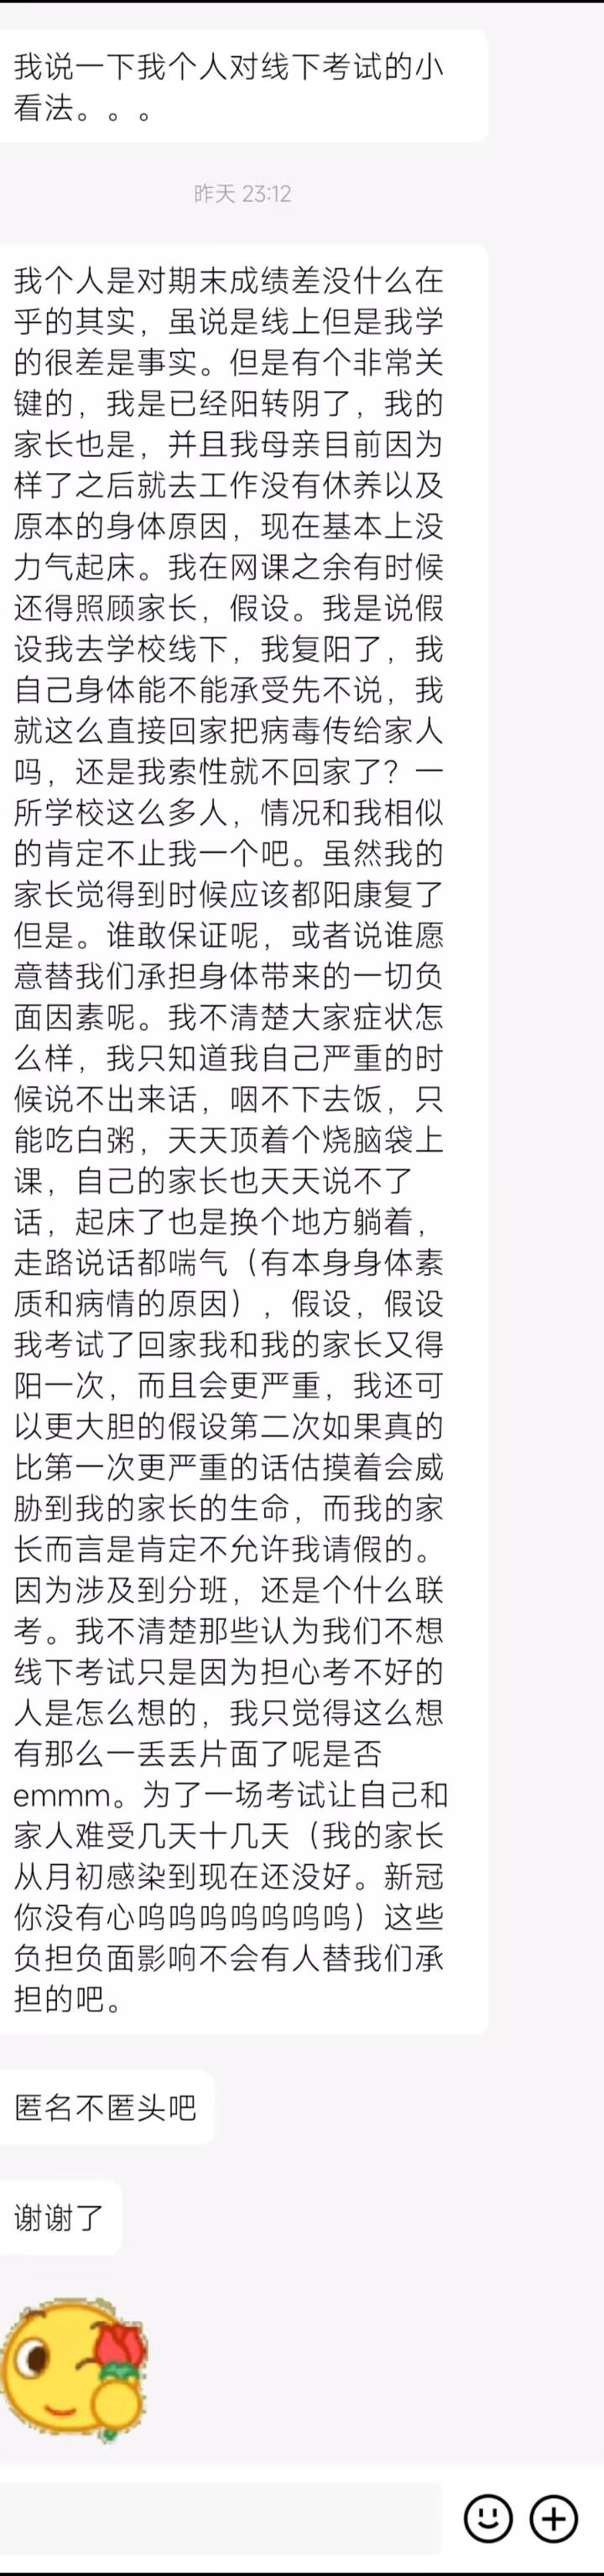 我说一下我个人对线下考试的小
看法。。。
昨天 23:12
我个人是对期末成绩差没什么在
乎的其实，虽说是线上但是我学
的很差是事实。但是有个非常关
键的，我是已经阳转阴了，我的
家长也是，并且我母亲目前因为
样了之后就去工作没有休养以及
原本的身体原因，现在基本上没
力气起床。我在网课之余有时候
还得照顾家长，假设。我是说假
设我去学校线下，我复阳了，我
自己身体能不能承受先不说，我
就这么直接回家把病毒传给家人
吗，还是我索性就不回家了？一
所学校这么多人，情况和我相似
的肯定不止我一个吧。虽然我的
家长觉得到时候应该都阳康复了
但是。谁敢保证呢，或者说谁愿
意替我们承担身体带来的一切负
面因素呢。我不清楚大家症状怎
么样，我只知道我自己严重的时
候说不出来话，咽不下去饭，只
能吃白粥，天天顶着个烧脑袋上
课，自己的家长也天天说不了
话，起床了也是换个地方躺着，
走路说话都喘气（有本身身体素
质和病情的原因），假设，假设
我考试了回家我和我的家长又得
阳一次，而且会更严重，我还可
以更大胆的假设第二次如果真的
比第一次更严重的话估摸着会威
胁到我的家长的生命，而我的家
长而言是肯定不允许我请假的。
因为涉及到分班，还是个什么联
考。我不清楚那些认为我们不想
线下考试只是因为担心考不好的
人是怎么想的，我只觉得这么想
有那么一丢丢片面了呢是否
emmm。为了一场考试让自己和
家人难受几天十几天（我的家长
从月初感染到现在还没好。新冠
你没有心呜呜呜呜呜呜呜）这些
负担负面影响不会有人替我们承
担的吧。
匿名不匿头吧
谢谢了